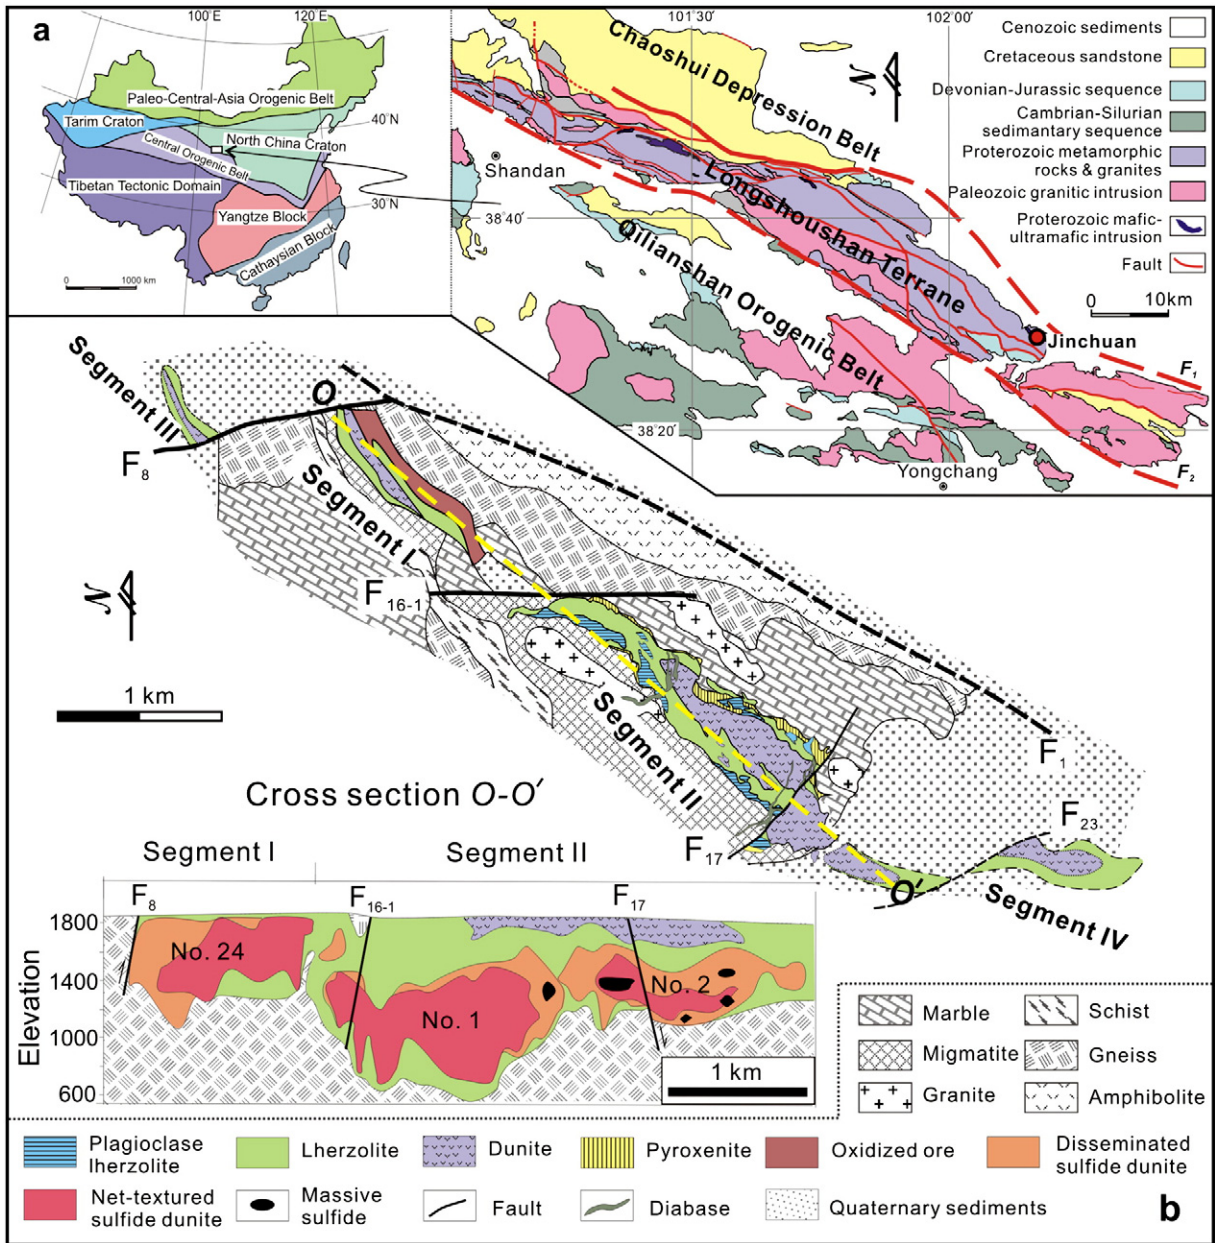 a
100°E
120°E
Paleo-Central-Asia Orogenic Belt
40°N
Tarim Craton
North China Craton
Central Orogenic Belt
Tibetan Tectonic Domain
30°N
Yangtze Block
Cathaysian Block
0 1000 km
101°30′
102°00′
Chaoshui Depression Belt
N
Shandan
38°40′
Longshoushan Terrane
Qilianshan Orogenic Belt
Jinchuan
38°20′
Yongchang
F1
F2
Cenozoic sediments
Cretaceous sandstone
Devonian-Jurassic sequence
Cambrian-Silurian
sedimantary sequence
Proterozoic metamorphic
rocks & granites
Paleozoic granitic intrusion
Proterozoic mafic-
ultramafic intrusion
Fault
0 10km
Segment III
O
F8
Segment I
F16-1
N
1 km
Segment II
F1
F17
F23
O′
Segment IV
Cross section O-O′
Segment I
Segment II
F8
F16-1
F17
Elevation
1800
1400
1000
600
No. 24
No. 1
No. 2
1 km
Marble
Schist
Migmatite
Gneiss
Granite
Amphibolite
Plagioclase
lherzolite
Lherzolite
Dunite
Pyroxenite
Oxidized ore
Disseminated
sulfide dunite
Net-textured
sulfide dunite
Massive
sulfide
Fault
Diabase
Quaternary sediments
b